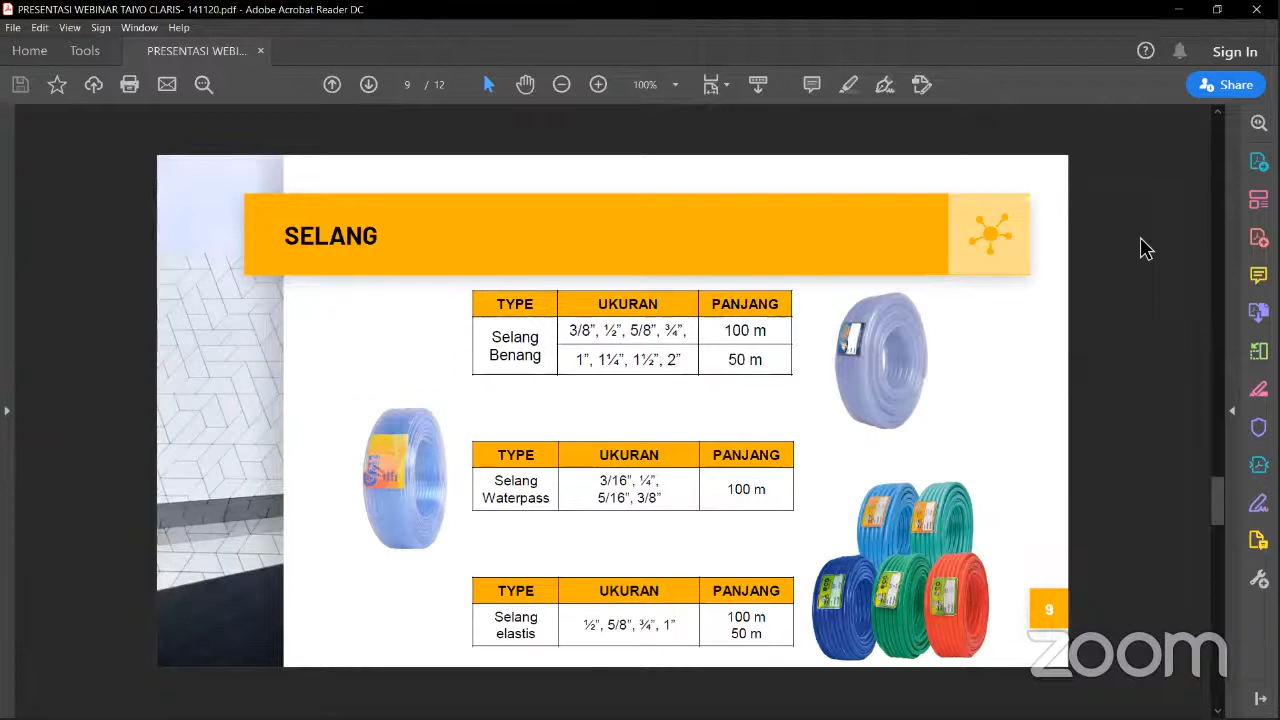 PRESENTASI WEBINAR TAIYO CLARIS- 141120.pdf - Adobe Acrobat Reader DC
File Edit View Sign Window Help
Home Tools PRESENTASI WEBI... ×
9 / 12 100% Share
Sign In
SELANG
TYPE UKURAN PANJANG
Selang Benang 3/8”, ½”, 5/8”, ¾”, 100 m
1”, 1¼”, 1½”, 2” 50 m
TYPE UKURAN PANJANG
Selang 3/16”, ¼”,
Waterpass 5/16”, 3/8” 100 m
TYPE UKURAN PANJANG
Selang ½”, 5/8”, ¾”, 1” 100 m
elastis 50 m
9
zoom